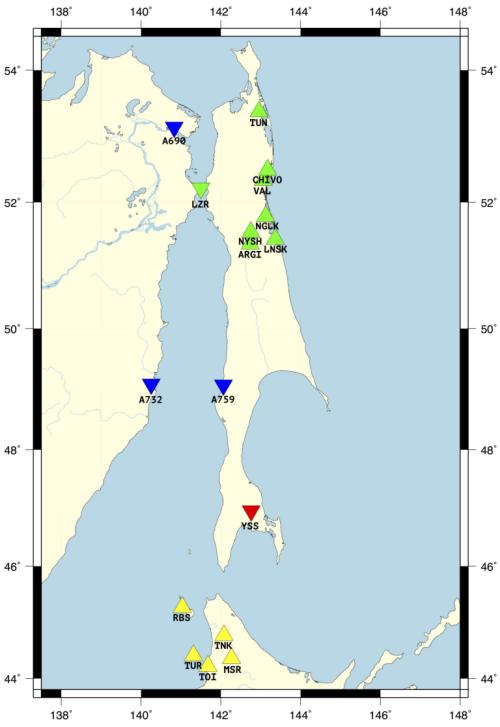 138° 140° 142° 144° 146° 148°
54° 54°
TUN
A690
CHIVO
VAL
52° 52°
LZR
NGLK
NYSH LNSK
ARGI
50° 50°
A732 A759
48° 48°
YSS
46° 46°
RBS
TNK
TUR MSR
TOI
44° 44°
138° 140° 142° 144° 146° 148°